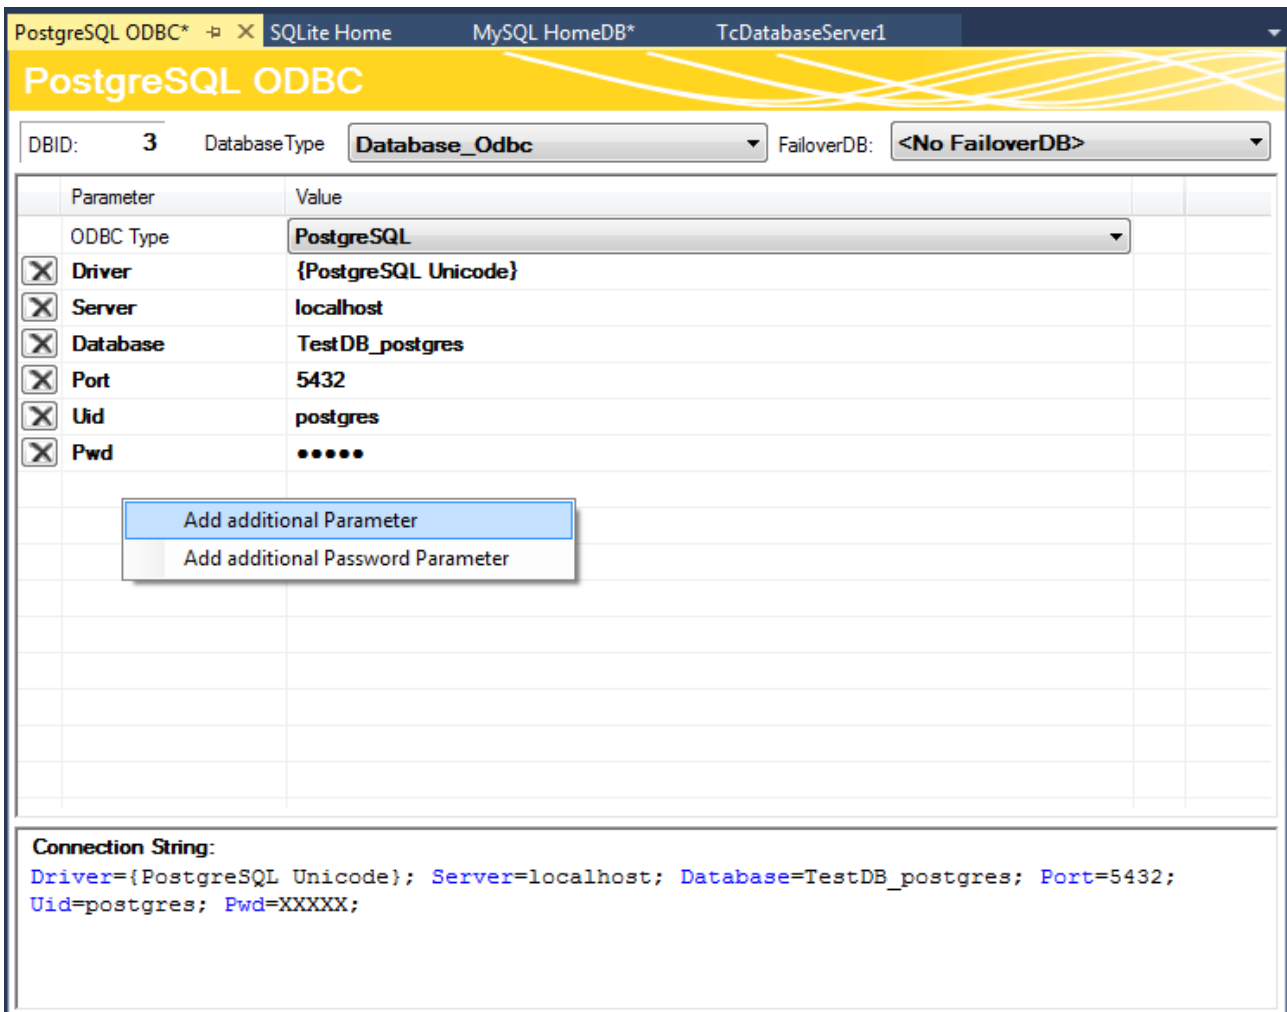 PostgreSQL ODBC* SQLite Home MySQL HomeDB* TcDatabaseServer1
PostgreSQL ODBC
DBID: 3 DatabaseType Database_Odbc FailoverDB: <No FailoverDB>
Parameter Value
ODBC Type PostgreSQL
Driver {PostgreSQL Unicode}
Server localhost
Database TestDB_postgres
Port 5432
Uid postgres
Pwd •••••
Add additional Parameter
Add additional Password Parameter
Connection String:
Driver={PostgreSQL Unicode}; Server=localhost; Database=TestDB_postgres; Port=5432;
Uid=postgres; Pwd=XXXXX;